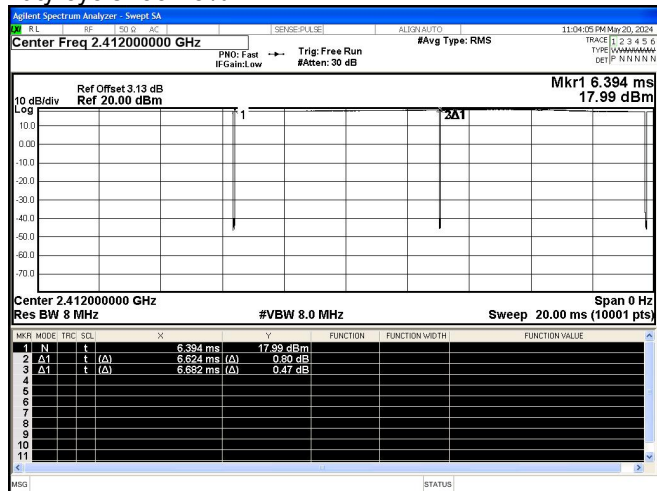 Agilent Spectrum Analyzer - Swept SA
RL RF 50 Ω AC SENSE:PULSE ALIGN AUTO 11:04:05 PM May 20, 2024
Center Freq 2.412000000 GHz #Avg Type: RMS TRACE 1 2 3 4 5 6
PNO: Fast Trig: Free Run TYPE WWWWWW
IFGain:Low #Atten: 30 dB DET P N N N N N
Mkr1 6.394 ms
Ref Offset 3.13 dB
10 dB/div Ref 20.00 dBm 17.99 dBm
Log
1 2Δ1
10.0
0.00
-10.0
-20.0
-30.0
-40.0
-50.0
-60.0
-70.0
Center 2.412000000 GHz Span 0 Hz
Res BW 8 MHz #VBW 8.0 MHz Sweep 20.00 ms (10001 pts)
MKR MODE TRC SCL X Y FUNCTION FUNCTION WIDTH FUNCTION VALUE
1 N t 6.394 ms 17.99 dBm
2 Δ1 t (Δ) 6.624 ms (Δ) 0.80 dB
3 Δ1 t (Δ) 6.682 ms (Δ) 0.47 dB
4
5
6
7
8
9
10
11
MSG STATUS